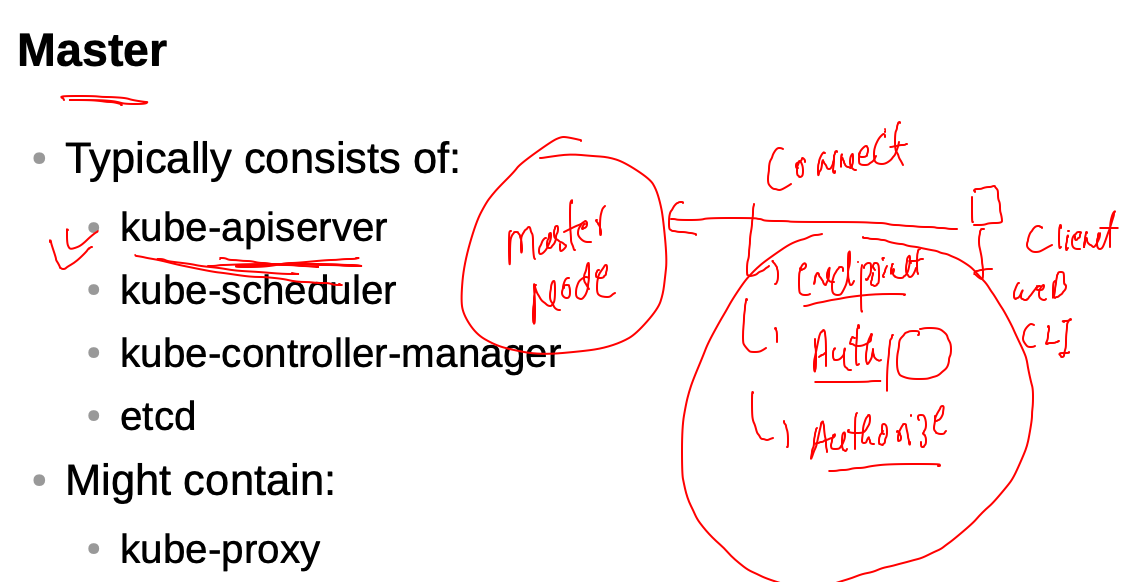 Master
Typically consists of:
kube-apiserver
kube-scheduler
kube-controller-manager
etcd
Might contain:
kube-proxy
Master
Node
Connect
Endpoint
Auth/
Authorize
Client
WEB
CLI